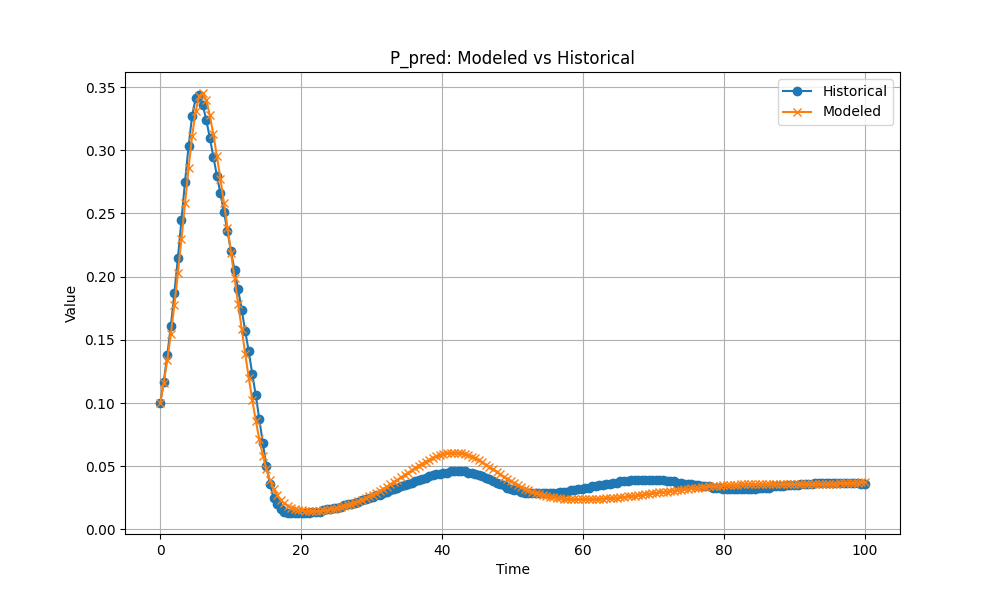 P_pred: Modeled vs Historical
Historical
Modeled
Value
0.35
0.30
0.25
0.20
0.15
0.10
0.05
0.00
0 20 40 60 80 100
Time